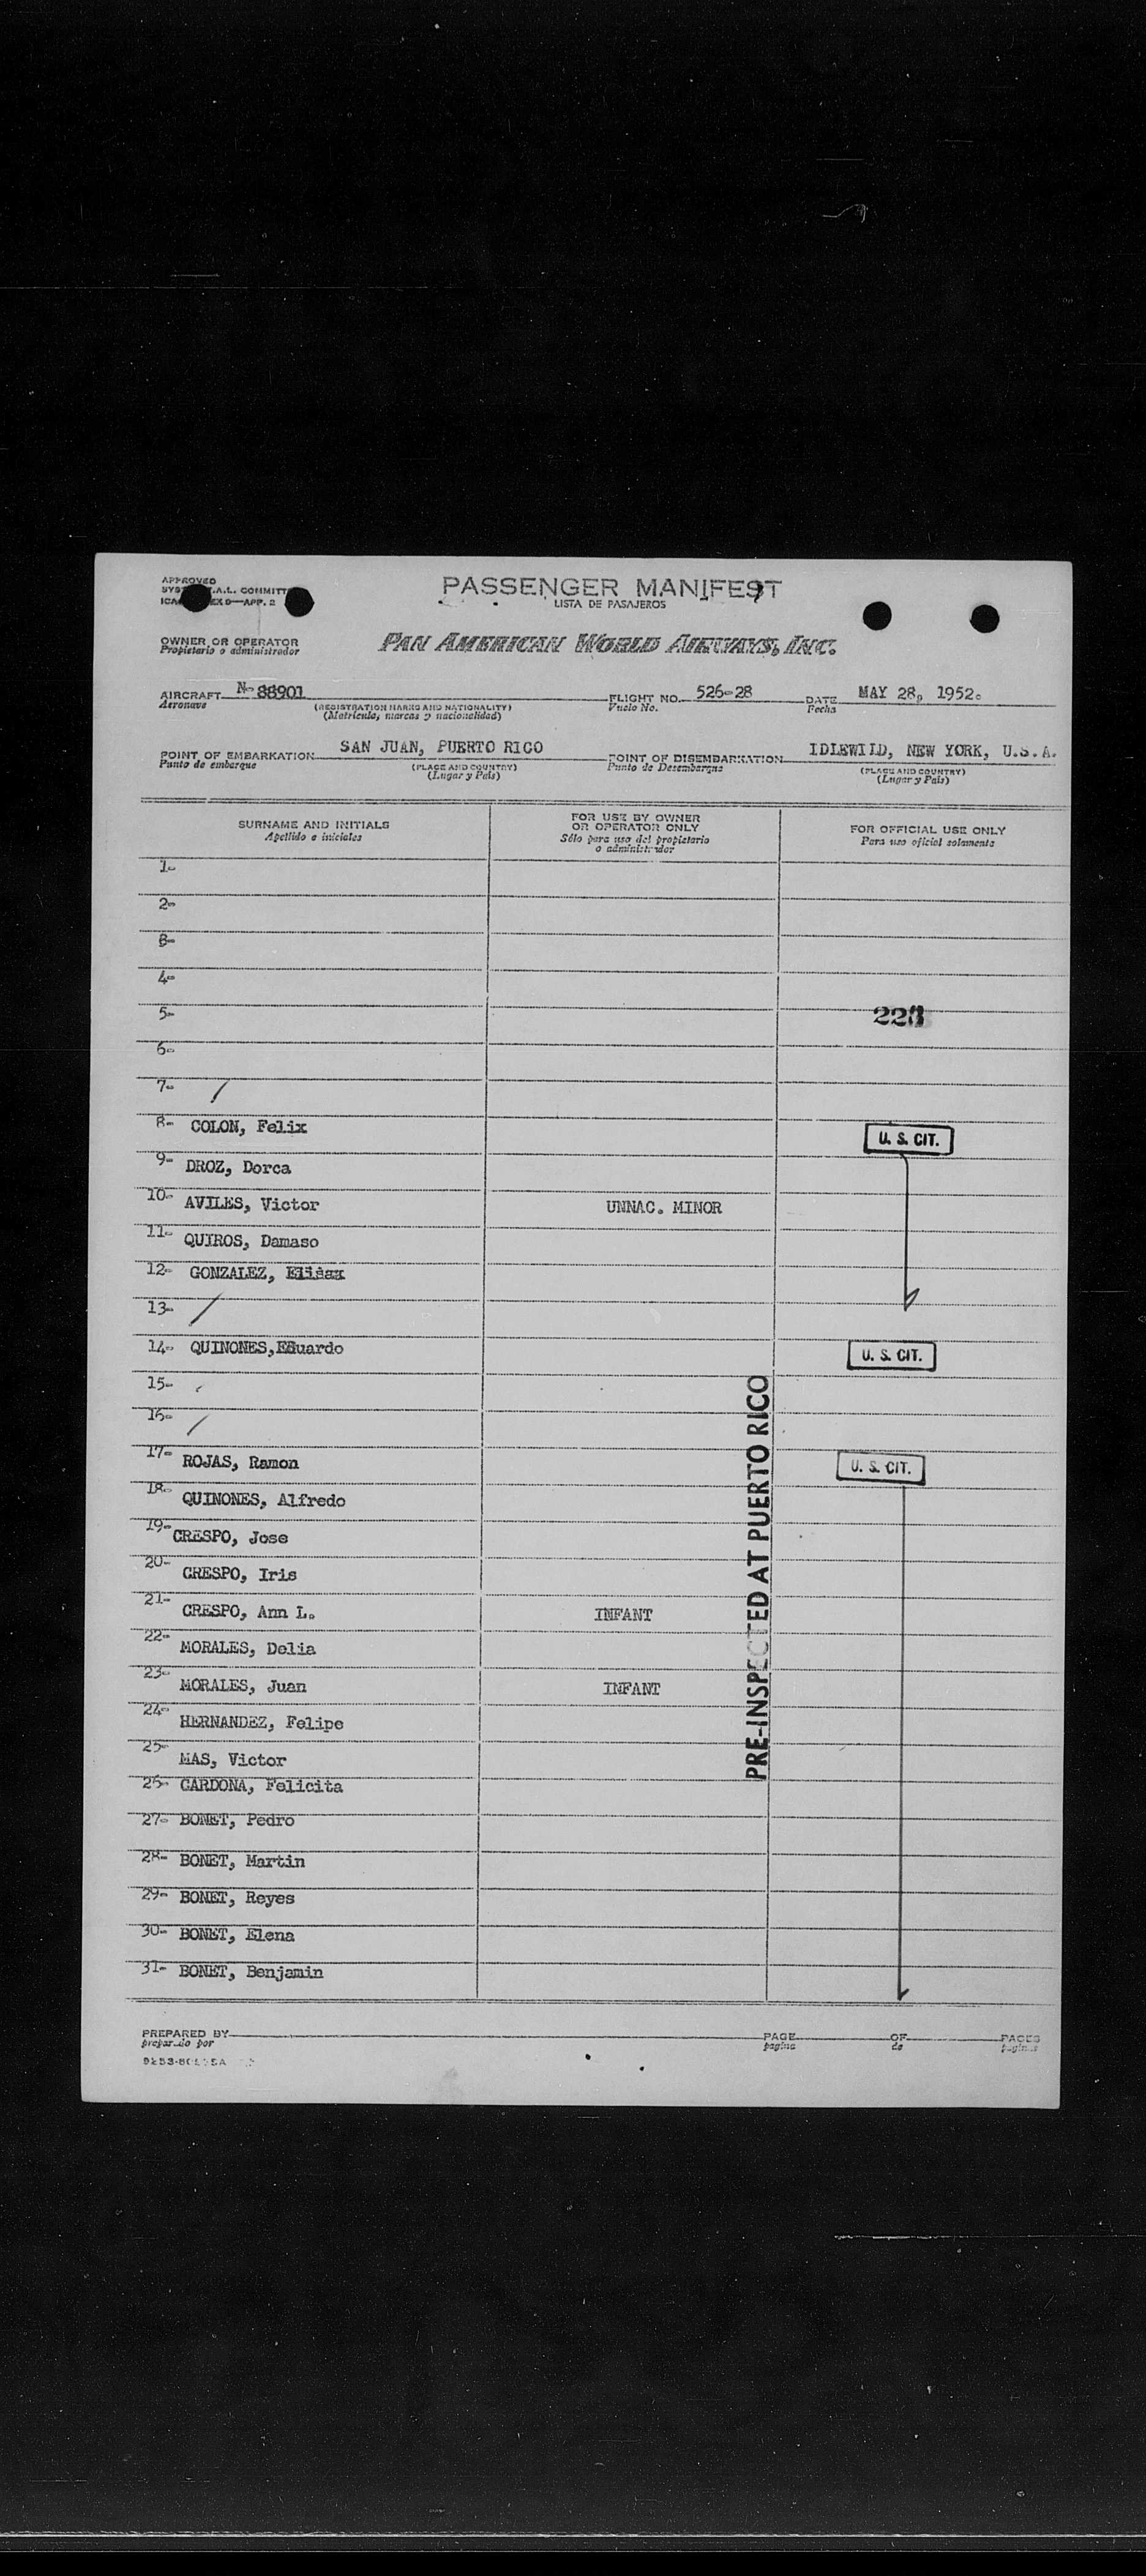 APPROVED
PASSENGER MANIFEST
LISTA DE PASAJEROS
OWNER OR OPERATOR
Propietario o administrador
PAN AMERICAN WORLD AIRWAYS, INC.
AIRCRAFT N-88901 FLIGHT NO. 526-28 DATE MAY 28, 1952.
Aeronave (REGISTRATION MARKS AND NATIONALITY) Vuelo No. Fecha
(Matrícula, marcas y nacionalidad)
POINT OF EMBARKATION SAN JUAN, PUERTO RICO POINT OF DISEMBARKATION IDLEWILD, NEW YORK, U.S.A.
Punto de embarque (PLACE AND COUNTRY) Punto de Desembarque (PLACE AND COUNTRY)
(Lugar y País) (Lugar y País)
SURNAME AND INITIALS FOR USE BY OWNER OR OPERATOR ONLY FOR OFFICIAL USE ONLY
Apellido e iniciales Sólo para uso del propietario o administrador Para uso oficial solamente
1-
2-
3-
4-
5-
6-
7- /
8- COLON, Felix U. S. CIT.
9- DROZ, Dorca
10- AVILES, Victor UNNAC. MINOR
11- QUIROS, Damaso
12- GONZALEZ,
13- /
14- QUINONES, Eduardo U. S. CIT.
15-
16- /
17- ROJAS, Ramon U. S. CIT.
18- QUINONES, Alfredo
19- CRESPO, Jose
20- CRESPO, Iris
21- CRESPO, Ann L. INFANT
22- MORALES, Delia
23- MORALES, Juan INFANT
24- HERNANDEZ, Felipe
25- MAS, Victor
26- CARDONA, Felicita
27- BONET, Pedro
28- BONET, Martin
29- BONET, Reyes
30- BONET, Elena
31- BONET, Benjamin
PRE-INSPECTED AT PUERTO RICO
PREPARED BY PAGE OF PAGES
preparado por pagina de paginas